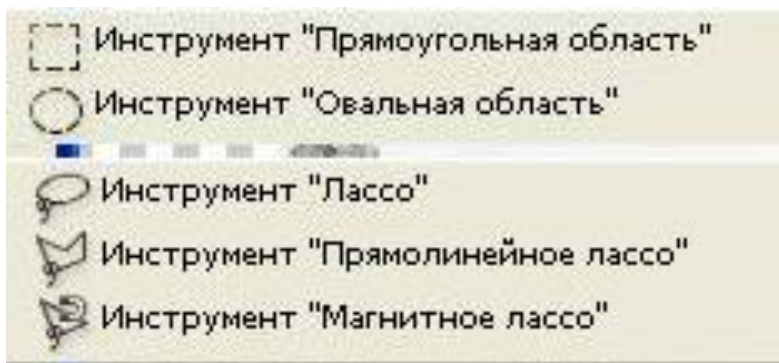 Инструмент "Прямоугольная область"
Инструмент "Овальная область"
Инструмент "Лассо"
Инструмент "Прямолинейное лассо"
Инструмент "Магнитное лассо"